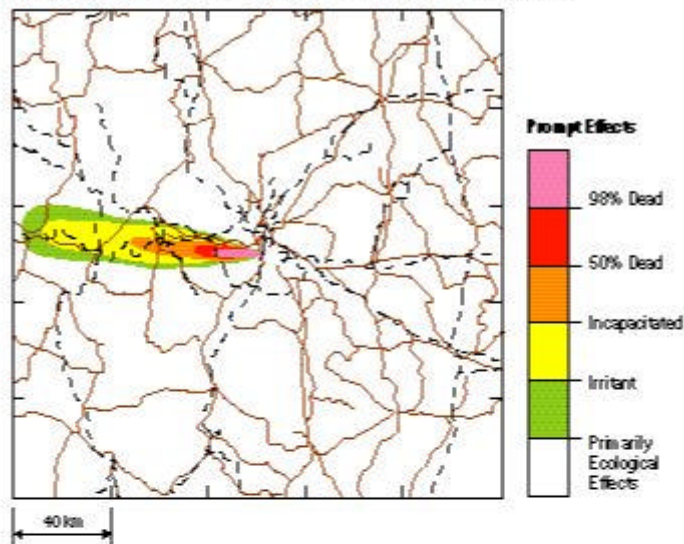 Prompt Effects
98% Dead
50% Dead
Incapacitated
Irritant
Primarily
Ecological
Effects
40 km